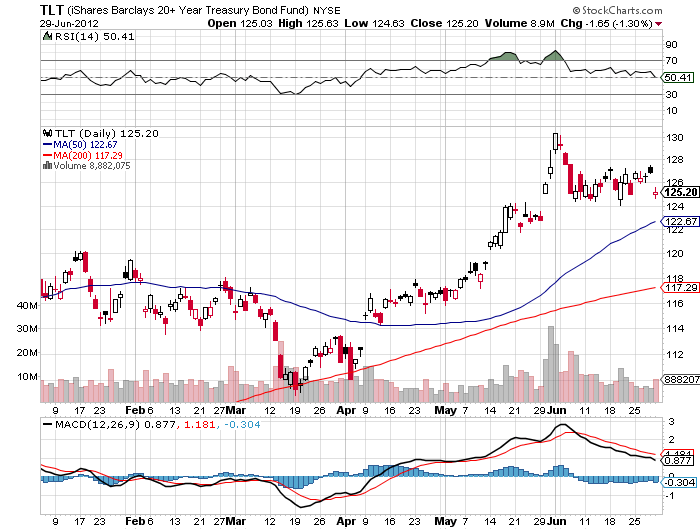 TLT (iShares Barclays 20+ Year Treasury Bond Fund) NYSE
© StockCharts.com
29-Jun-2012
Open 125.03 High 125.63 Low 124.63 Close 125.20 Volume 8.9M Chg -1.65 (-1.30%)
RSI(14) 50.41
90
70
50.41
30
10
TLT (Daily) 125.20
MA(50) 122.67
MA(200) 117.29
Volume 8,882,075
130
128
126
125.20
124
122.67
122
120
118
117.29
116
114
112
110
8882075
40M
30M
20M
10M
9 17 23 Feb 6 13 21 27 Mar 12 19 26 Apr 9 16 23 May 7 14 21 29 Jun 11 18 25
MACD(12,26,9) 0.877, 1.181, -0.304
3
2
1.181
0.877
-0.304
-1
9 17 23 Feb 6 13 21 27 Mar 12 19 26 Apr 9 16 23 May 7 14 21 29 Jun 11 18 25